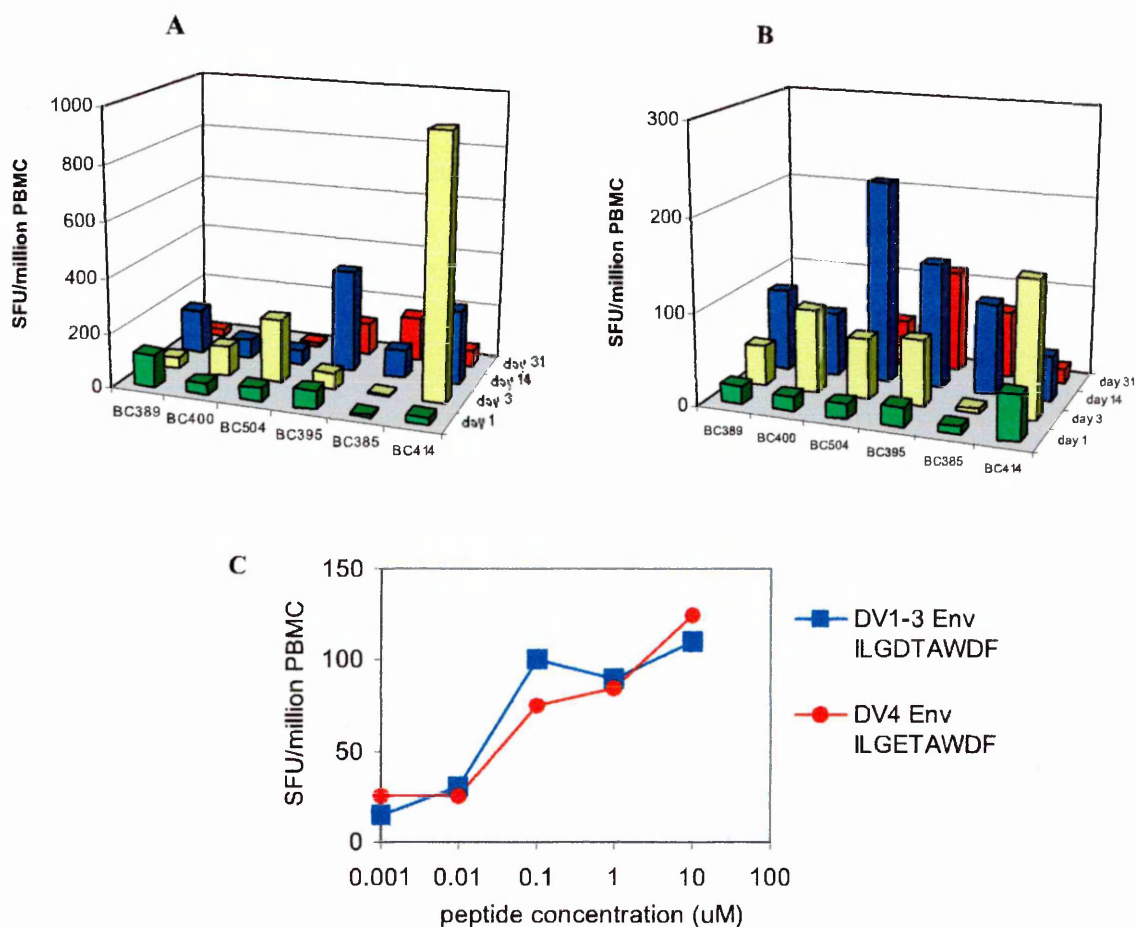 A
B
1000
800
600
400
200
0
SFU/million PBMC
BC389
BC400
BC504
BC395
BC385
BC414
day 31
day 14
day 3
day 1
300
200
100
0
SFU/million PBMC
BC389
BC400
BC504
BC395
BC385
BC414
day 31
day 14
day 3
day 1
C
150
100
50
0
SFU/million PBMC
0.001 0.01 0.1 1 10 100
peptide concentration (uM)
DV1-3 Env
ILGDTAWDF
DV4 Env
ILGETAWDF